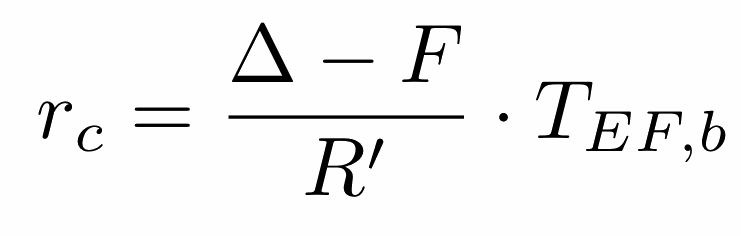 r_c = \frac{\Delta - F}{R'} \cdot T_{EF,b}